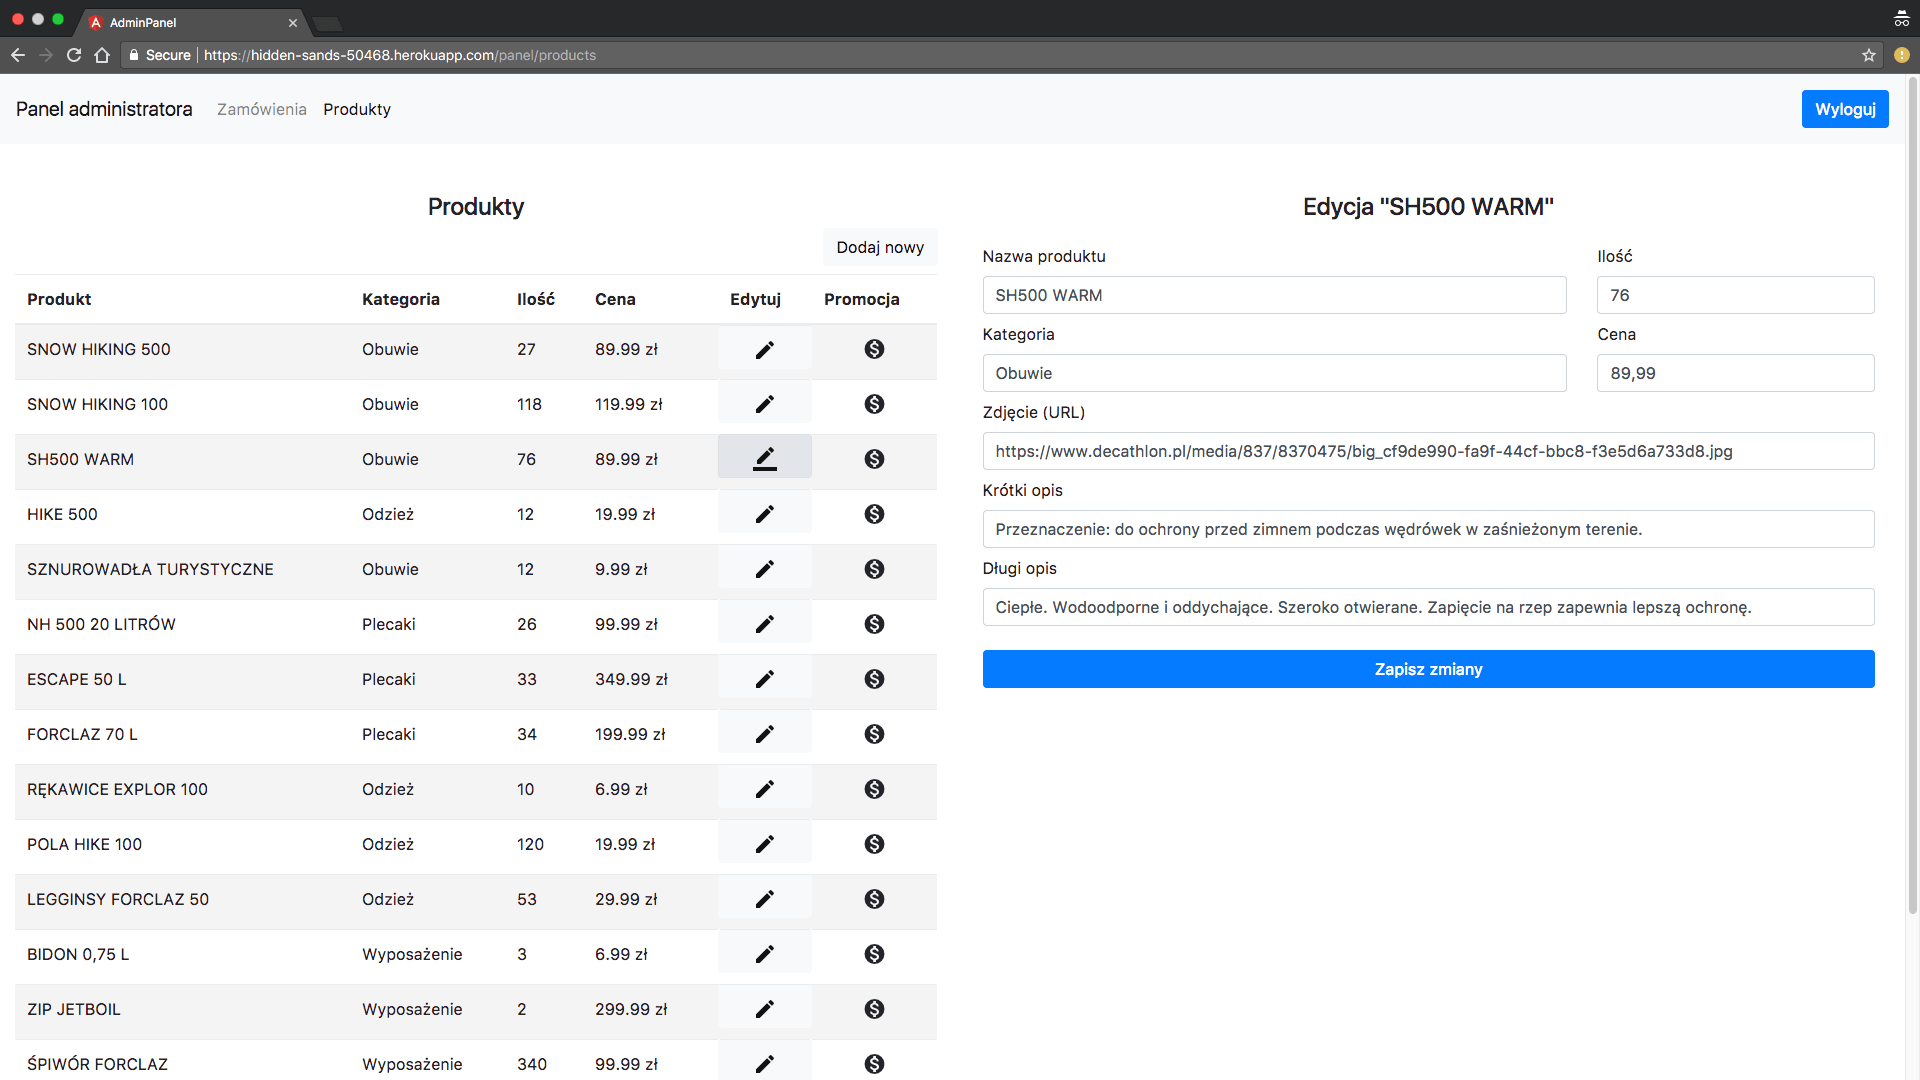 AdminPanel
Secure https://hidden-sands-50468.herokuapp.com/panel/products
Panel administratora Zamówienia Produkty Wyloguj
Produkty
Dodaj nowy
Produkt Kategoria Ilość Cena Edytuj Promocja
SNOW HIKING 500 Obuwie 27 89.99 zł
SNOW HIKING 100 Obuwie 118 119.99 zł
SH500 WARM Obuwie 76 89.99 zł
HIKE 500 Odzież 12 19.99 zł
SZNUROWADŁA TURYSTYCZNE Obuwie 12 9.99 zł
NH 500 20 LITRÓW Plecaki 26 99.99 zł
ESCAPE 50 L Plecaki 33 349.99 zł
FORCLAZ 70 L Plecaki 34 199.99 zł
RĘKAWICE EXPLOR 100 Odzież 10 6.99 zł
POLA HIKE 100 Odzież 120 19.99 zł
LEGGINSY FORCLAZ 50 Odzież 53 29.99 zł
BIDON 0,75 L Wyposażenie 3 6.99 zł
ZIP JETBOIL Wyposażenie 2 299.99 zł
ŚPIWÓR FORCLAZ Wyposażenie 340 99.99 zł
Edycja "SH500 WARM"
Nazwa produktu Ilość
SH500 WARM 76
Kategoria Cena
Obuwie 89,99
Zdjęcie (URL)
https://www.decathlon.pl/media/837/8370475/big_cf9de990-fa9f-44cf-bbc8-f3e5d6a733d8.jpg
Krótki opis
Przeznaczenie: do ochrony przed zimnem podczas wędrówek w zaśnieżonym terenie.
Długi opis
Ciepłe. Wodoodporne i oddychające. Szeroko otwierane. Zapięcie na rzep zapewnia lepszą ochronę.
Zapisz zmiany